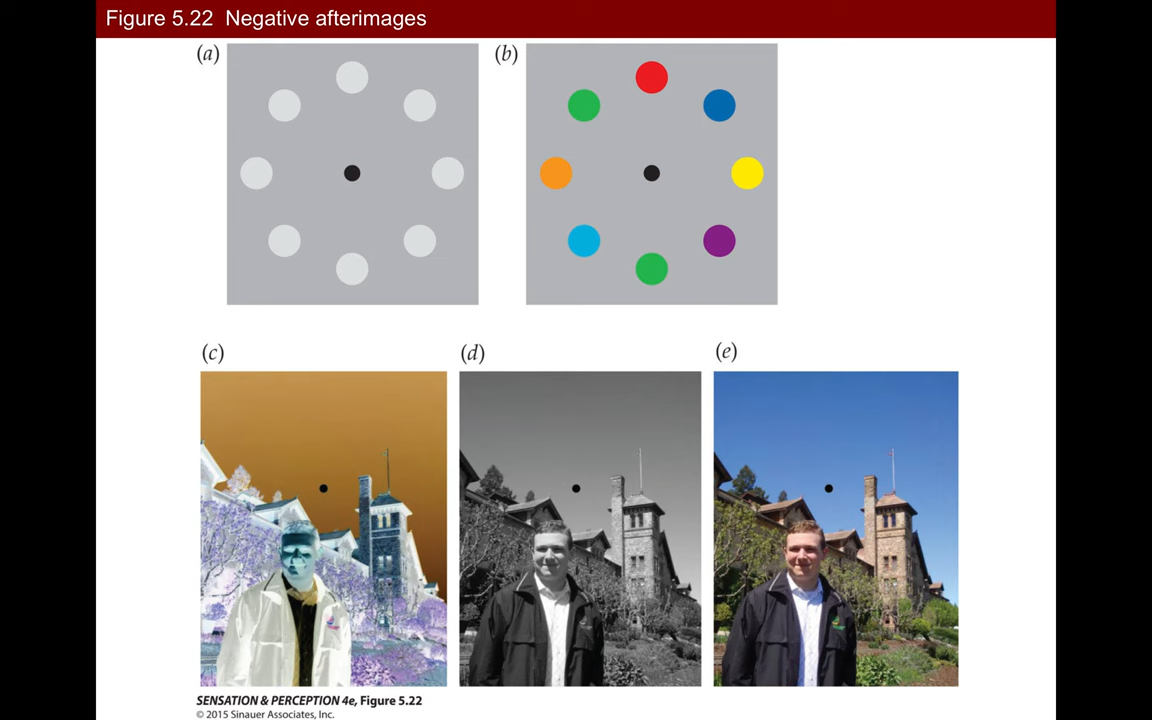 Figure 5.22 Negative afterimages
(a)
(b)
(c)
(d)
(e)
SENSATION & PERCEPTION 4e, Figure 5.22
© 2015 Sinauer Associates, Inc.